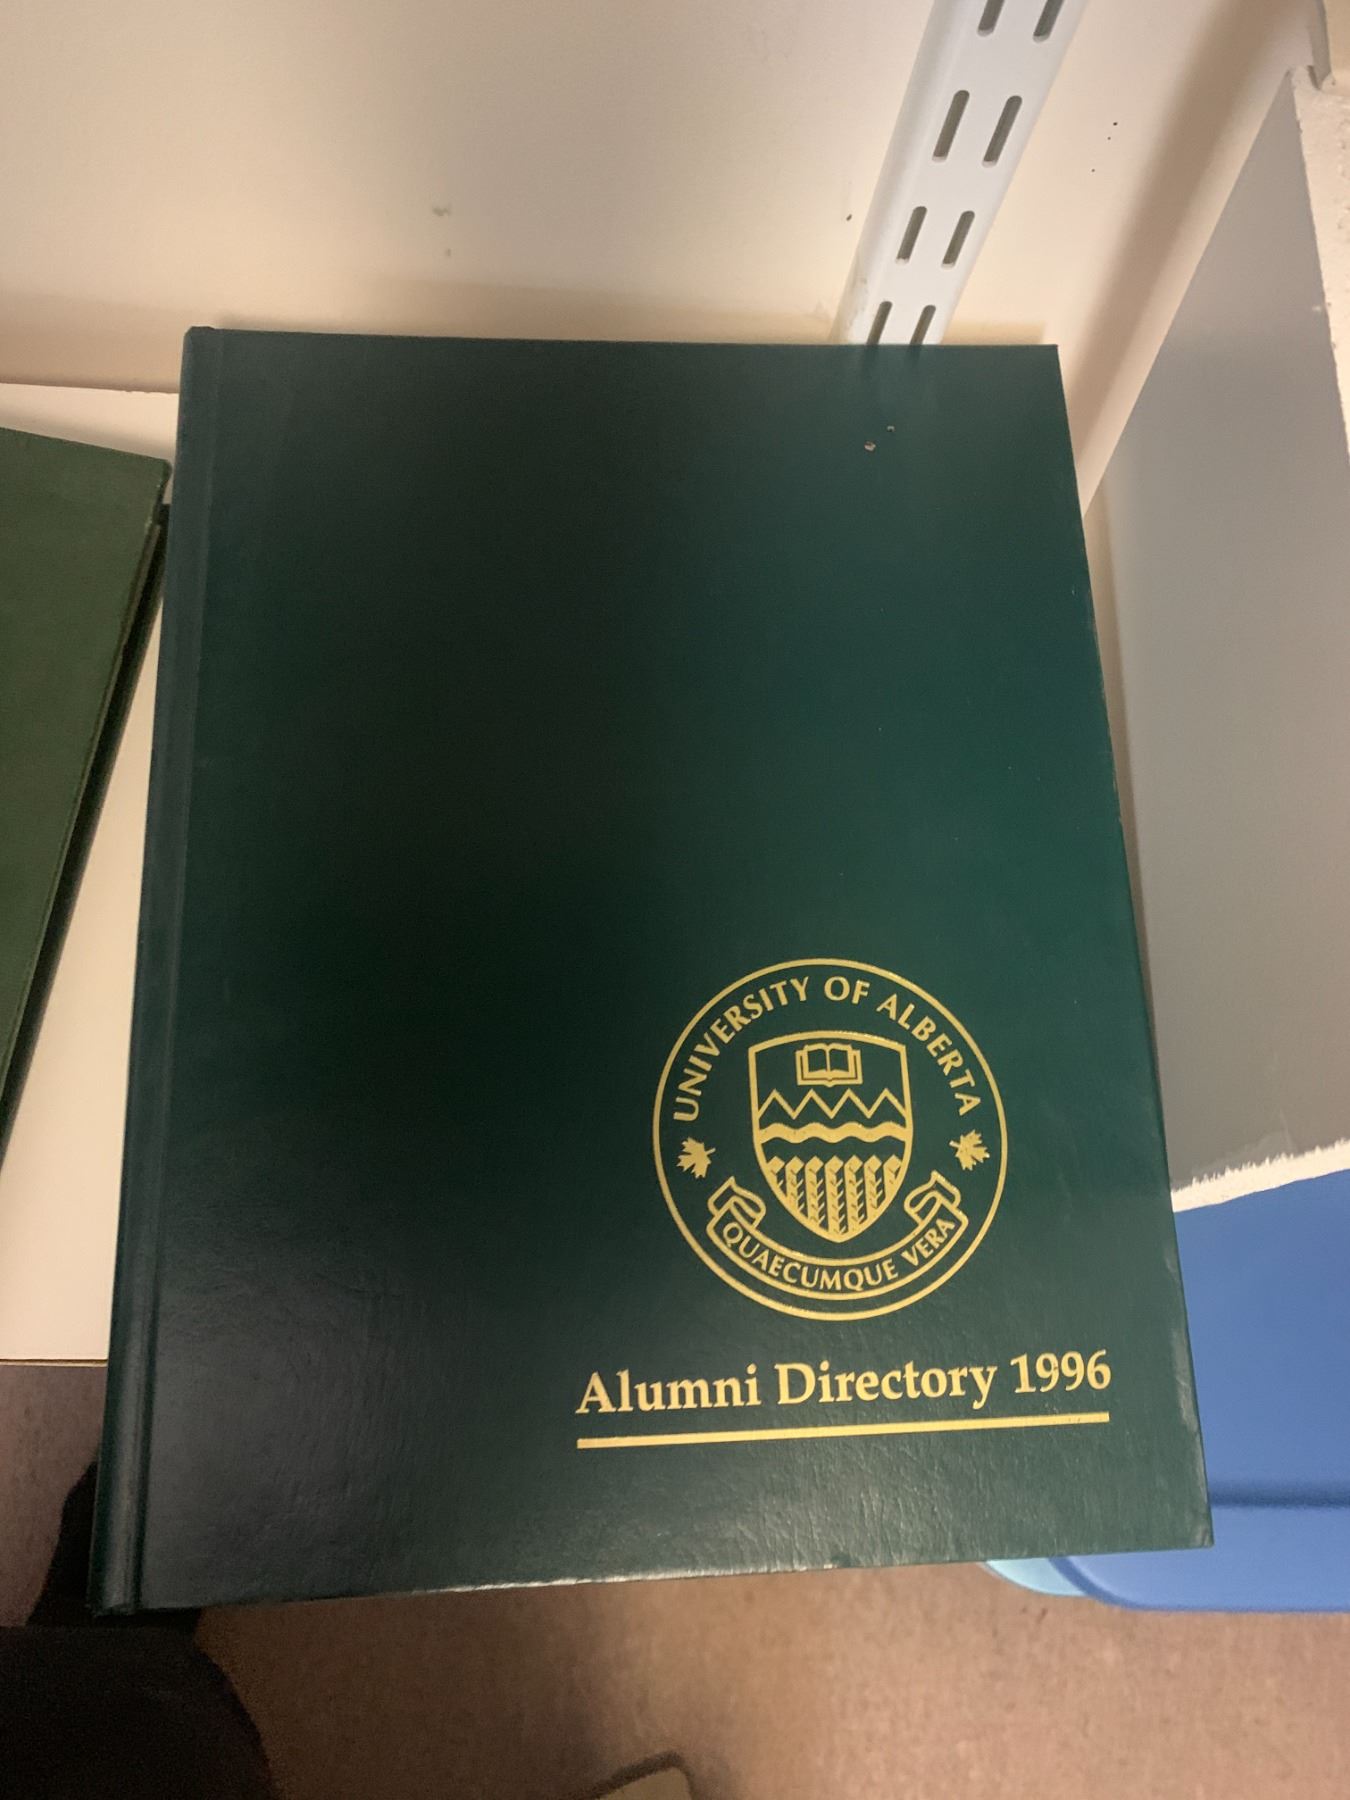 UNIVERSITY OF ALBERTA
QUAECUMQUE VERA
Alumni Directory 1996